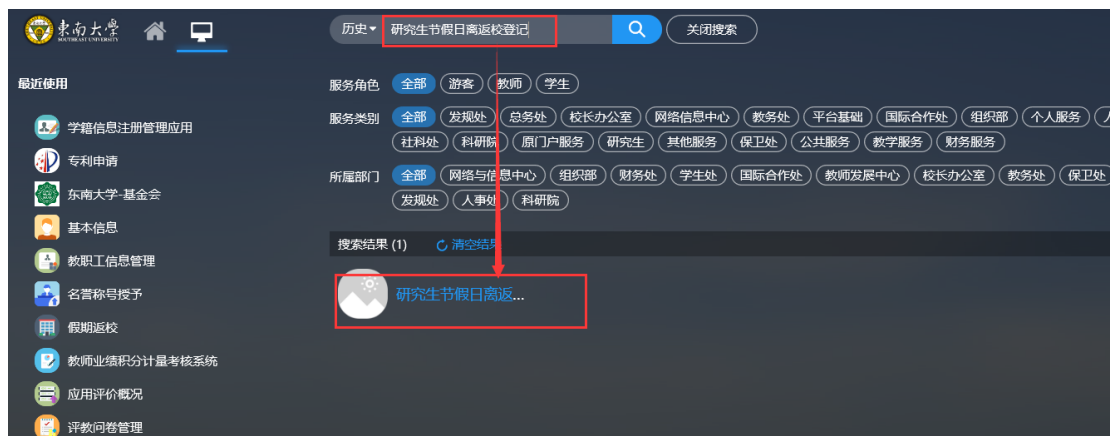 東南大學
SOUTHEAST UNIVERSITY
历史 研究生节假日离返校登记 关闭搜索
最近使用
学籍信息注册管理应用
专利申请
东南大学-基金会
基本信息
教职工信息管理
名誉称号授予
假期返校
教师业绩积分计量考核系统
应用评价概况
评教问卷管理
服务角色 全部 游客 教师 学生
服务类别 全部 发规处 总务处 校长办公室 网络信息中心 教务处 平台基础 国际合作处 组织部 个人服务 人
社科处 科研院 原门户服务 研究生 其他服务 保卫处 公共服务 教学服务 财务服务
所属部门 全部 网络与信息中心 组织部 财务处 学生处 国际合作处 教师发展中心 校长办公室 教务处 保卫处
发规处 人事处 科研院
搜索结果 (1) 清空结果
研究生节假日离返...